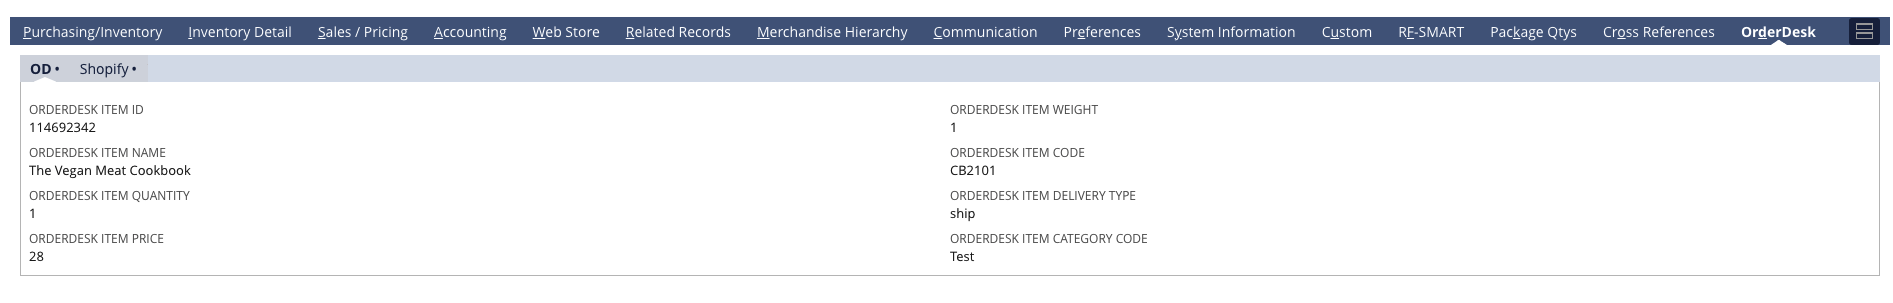 Purchasing/Inventory Inventory Detail Sales / Pricing Accounting Web Store Related Records Merchandise Hierarchy Communication Preferences System Information Custom RF-SMART Package Qtys Cross References OrderDesk
OD • Shopify •
ORDERDESK ITEM ID
114692342
ORDERDESK ITEM NAME
The Vegan Meat Cookbook
ORDERDESK ITEM QUANTITY
1
ORDERDESK ITEM PRICE
28
ORDERDESK ITEM WEIGHT
1
ORDERDESK ITEM CODE
CB2101
ORDERDESK ITEM DELIVERY TYPE
ship
ORDERDESK ITEM CATEGORY CODE
Test